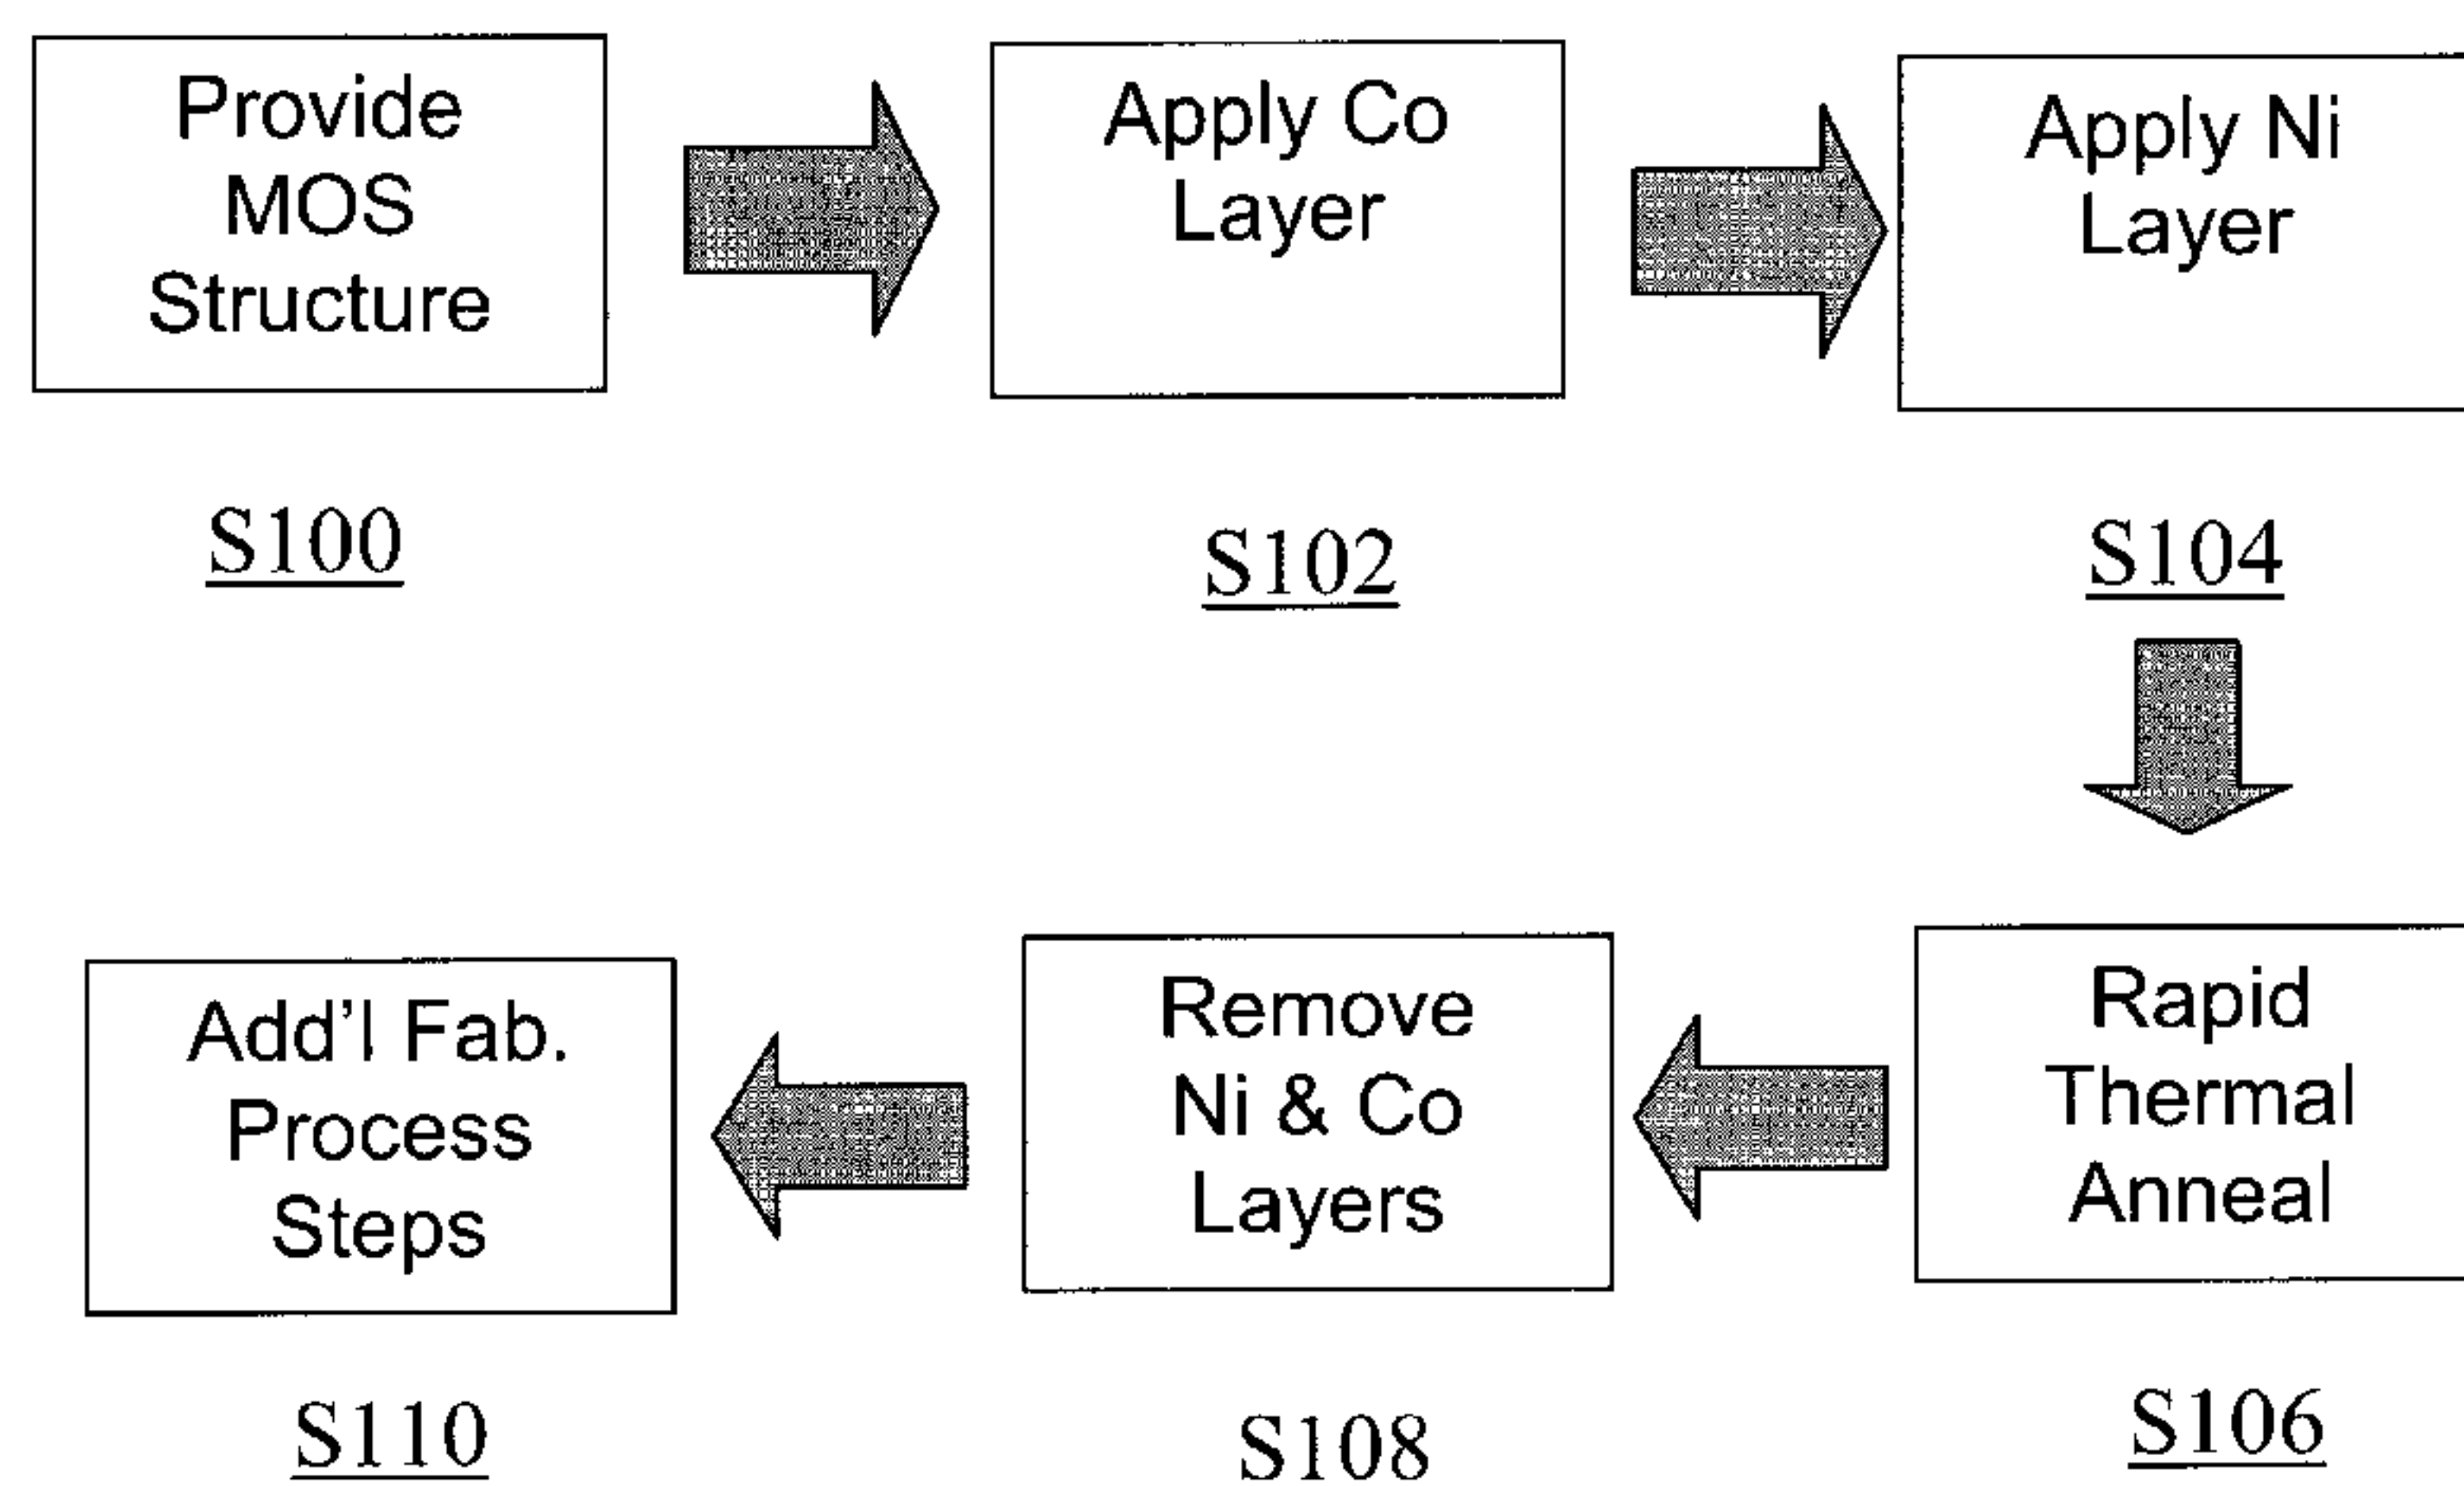 Provide
MOS
Structure
S100
Apply Co
Layer
S102
Apply Ni
Layer
S104
Rapid
Thermal
Anneal
S106
Remove
Ni & Co
Layers
S108
Add'l Fab.
Process
Steps
S110